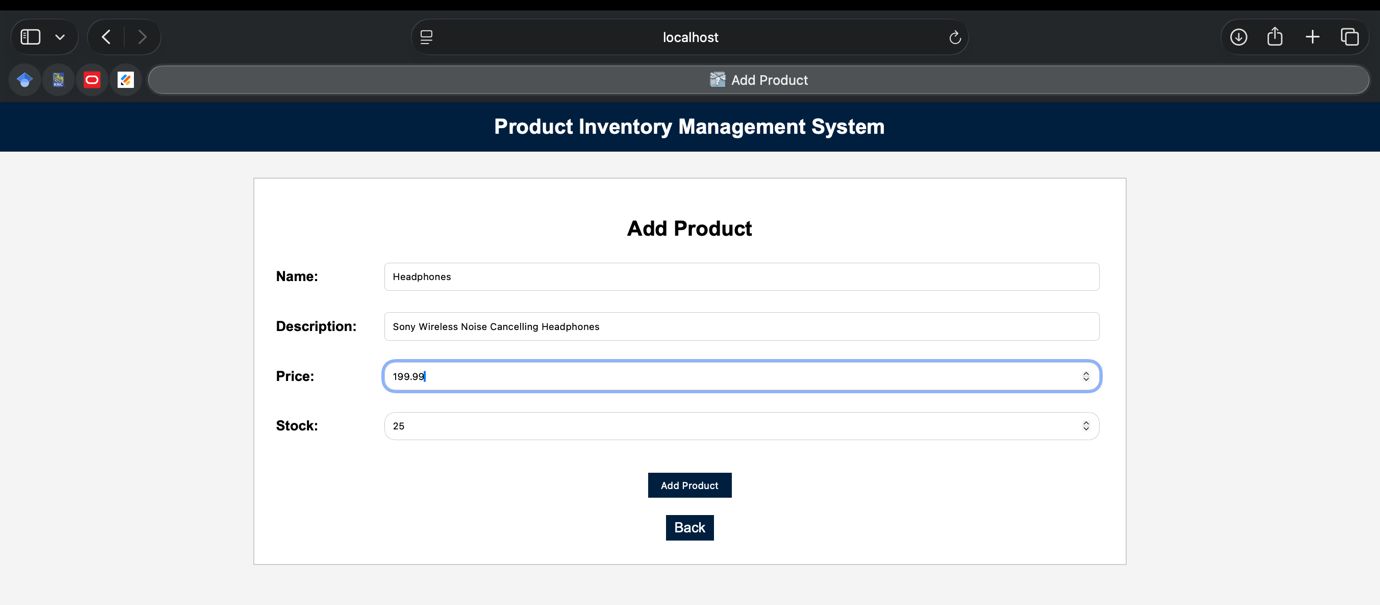 localhost
Add Product
Product Inventory Management System
Add Product
Name:
Headphones
Description:
Sony Wireless Noise Cancelling Headphones
Price:
199.99
Stock:
25
Add Product
Back